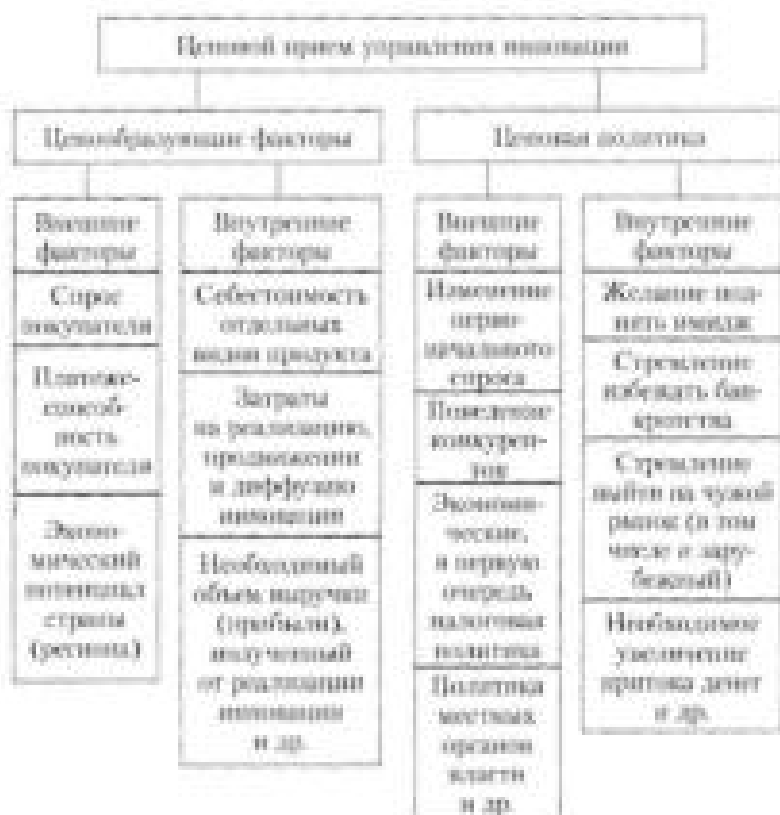 Ценовой прием управления инновации
Ценообразующие факторы
Внешние
факторы
Спрос
покупателя
Платеже-
способ-
ность
покупателя
Эконо-
мический
потенциал
страны
(региона)
Внутренние
факторы
Себестоимость
отдельных
видов продукта
Затраты
на реализацию,
продвижении
и диффузию
инновации
Необходимый
объем выручки
(прибыли),
полученный
от реализации
инновации
и др.
Ценовая политика
Внешние
факторы
Изменение
перво-
начального
спроса
Поведение
конкурен-
тов
Экономи-
ческие,
в первую
очередь
налоговая
политика
Политика
местных
органов
власти
и др.
Внутренние
факторы
Желание под-
нять имидж
Стремление
избежать бан-
кротства
Стремление
выйти на чужой
рынок (в том
числе и зару-
бежный)
Необходимое
увеличение
притока денег
и др.